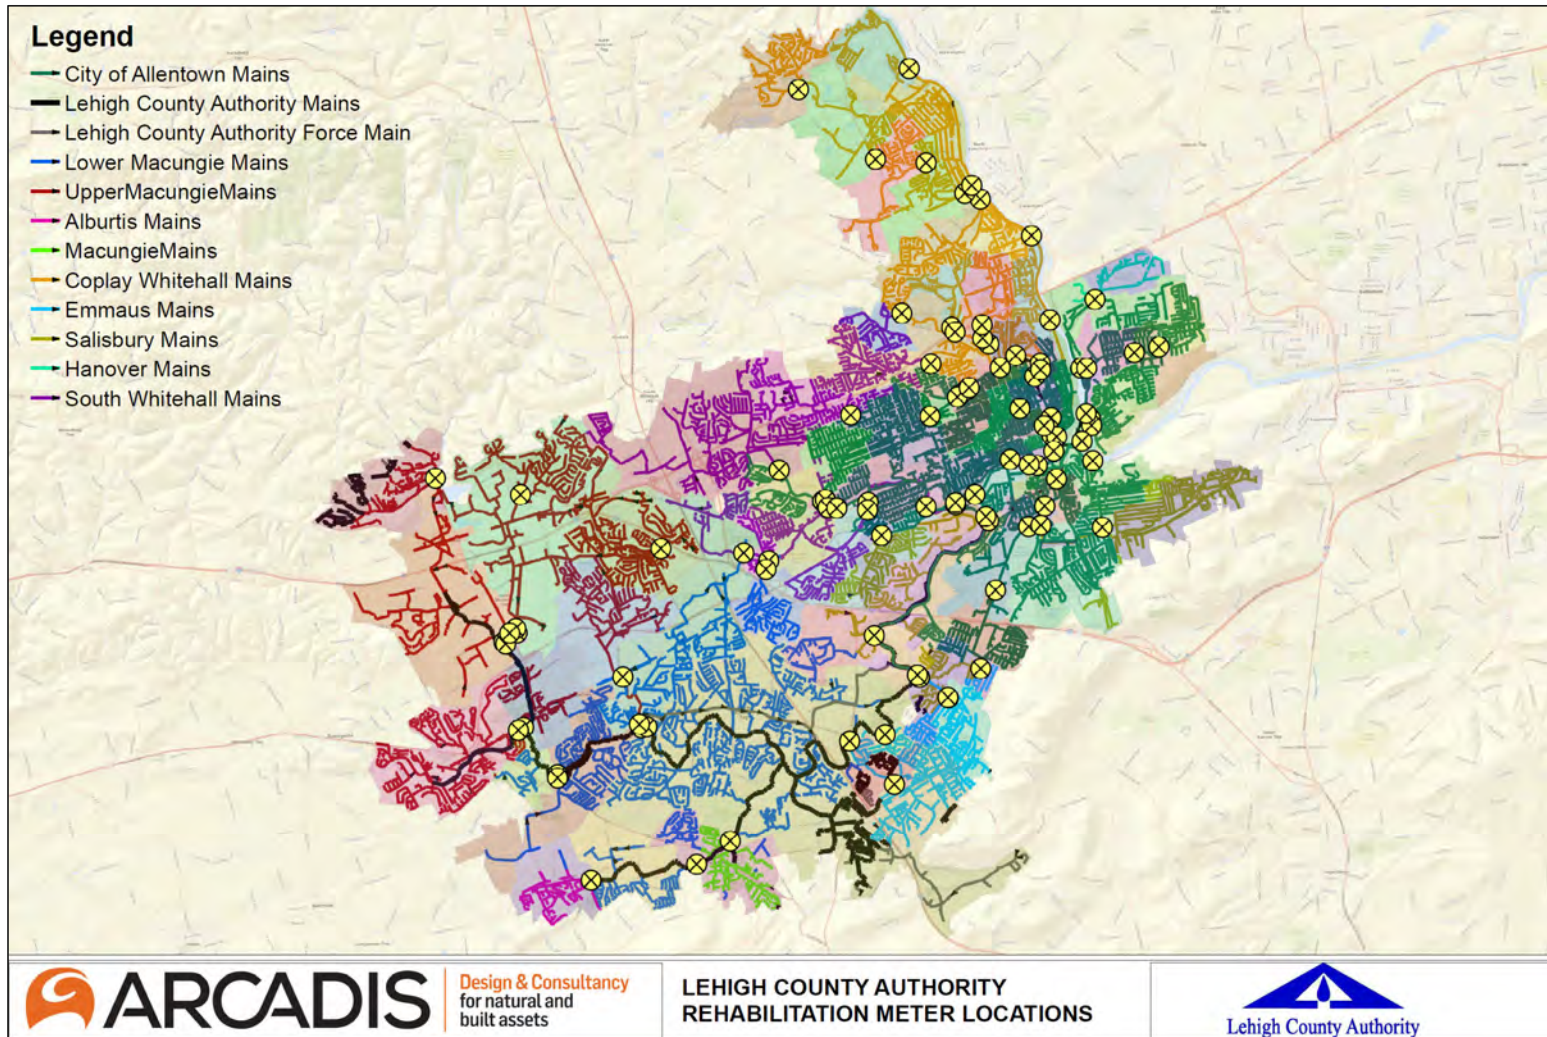 Legend
City of Allentown Mains
Lehigh County Authority Mains
Lehigh County Authority Force Main
Lower Macungie Mains
UpperMacungieMains
Alburtis Mains
MacungieMains
Coplay Whitehall Mains
Emmaus Mains
Salisbury Mains
Hanover Mains
South Whitehall Mains
ARCADIS
Design & Consultancy
for natural and
built assets
LEHIGH COUNTY AUTHORITY
REHABILITATION METER LOCATIONS
Lehigh County Authority